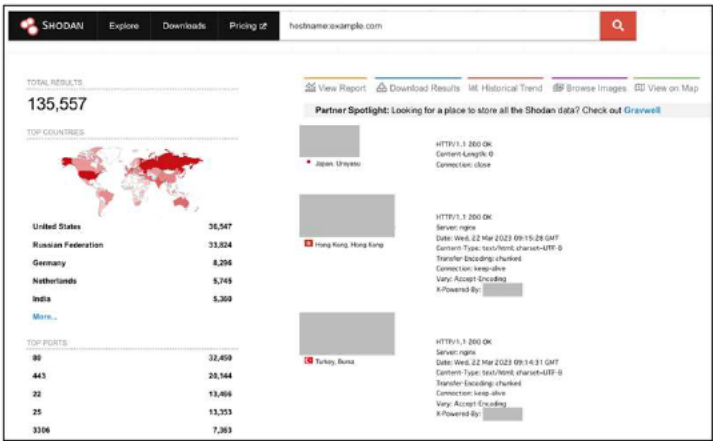 SHODAN Explore Downloads Pricing hostname:example.com
TOTAL RESULTS
135,557
TOP COUNTRIES
United States 36,547
Russian Federation 33,824
Germany 8,296
Netherlands 5,745
India 5,360
More...
TOP PORTS
80 32,450
443 20,144
22 13,466
25 13,353
3306 7,363
View Report Download Results Historical Trend Browse Images View on Map
Partner Spotlight: Looking for a place to store all the Shodan data? Check out Gravwell
Japan, Urayasu
HTTP/1.1 200 OK
Content-Length: 0
Connection: close
Hong Kong, Hong Kong
HTTP/1.1 200 OK
Server: nginx
Date: Wed, 22 Mar 2023 09:15:28 GMT
Content-Type: text/html; charset=UTF-8
Transfer-Encoding: chunked
Connection: keep-alive
Vary: Accept-Encoding
X-Powered-By:
Turkey, Bursa
HTTP/1.1 200 OK
Server: nginx
Date: Wed, 22 Mar 2023 09:14:31 GMT
Content-Type: text/html; charset=UTF-8
Transfer-Encoding: chunked
Connection: keep-alive
Vary: Accept-Encoding
X-Powered-By: